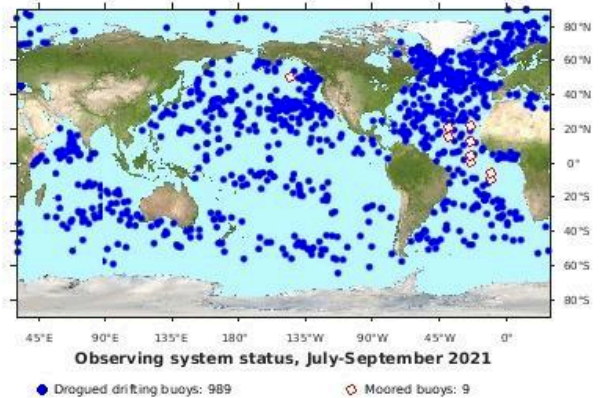 80°N
60°N
40°N
20°N
0°
20°S
40°S
60°S
80°S
45°E 90°E 135°E 180° 135°W 90°W 45°W 0°
Observing system status, July-September 2021
Drogued drifting buoys: 989 Moored buoys: 9